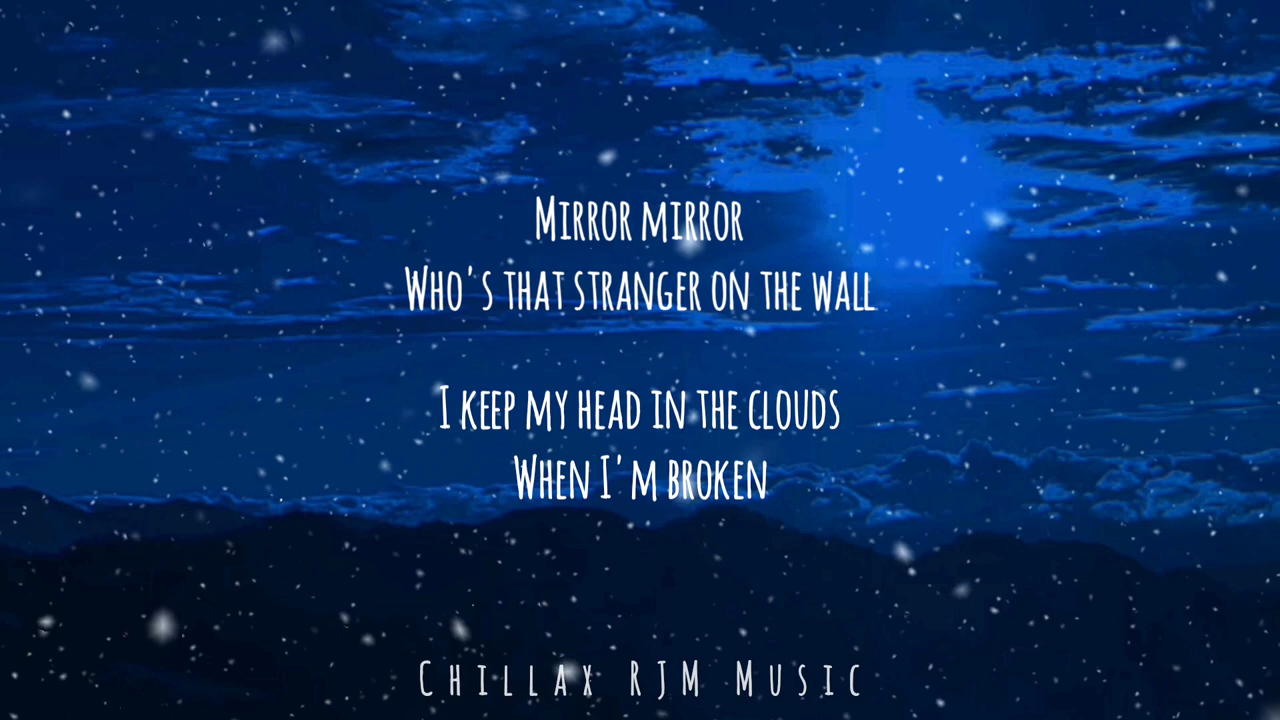 Mirror mirror
Who's that stranger on the wall
I keep my head in the clouds
When I'm broken
Chillax RJM Music